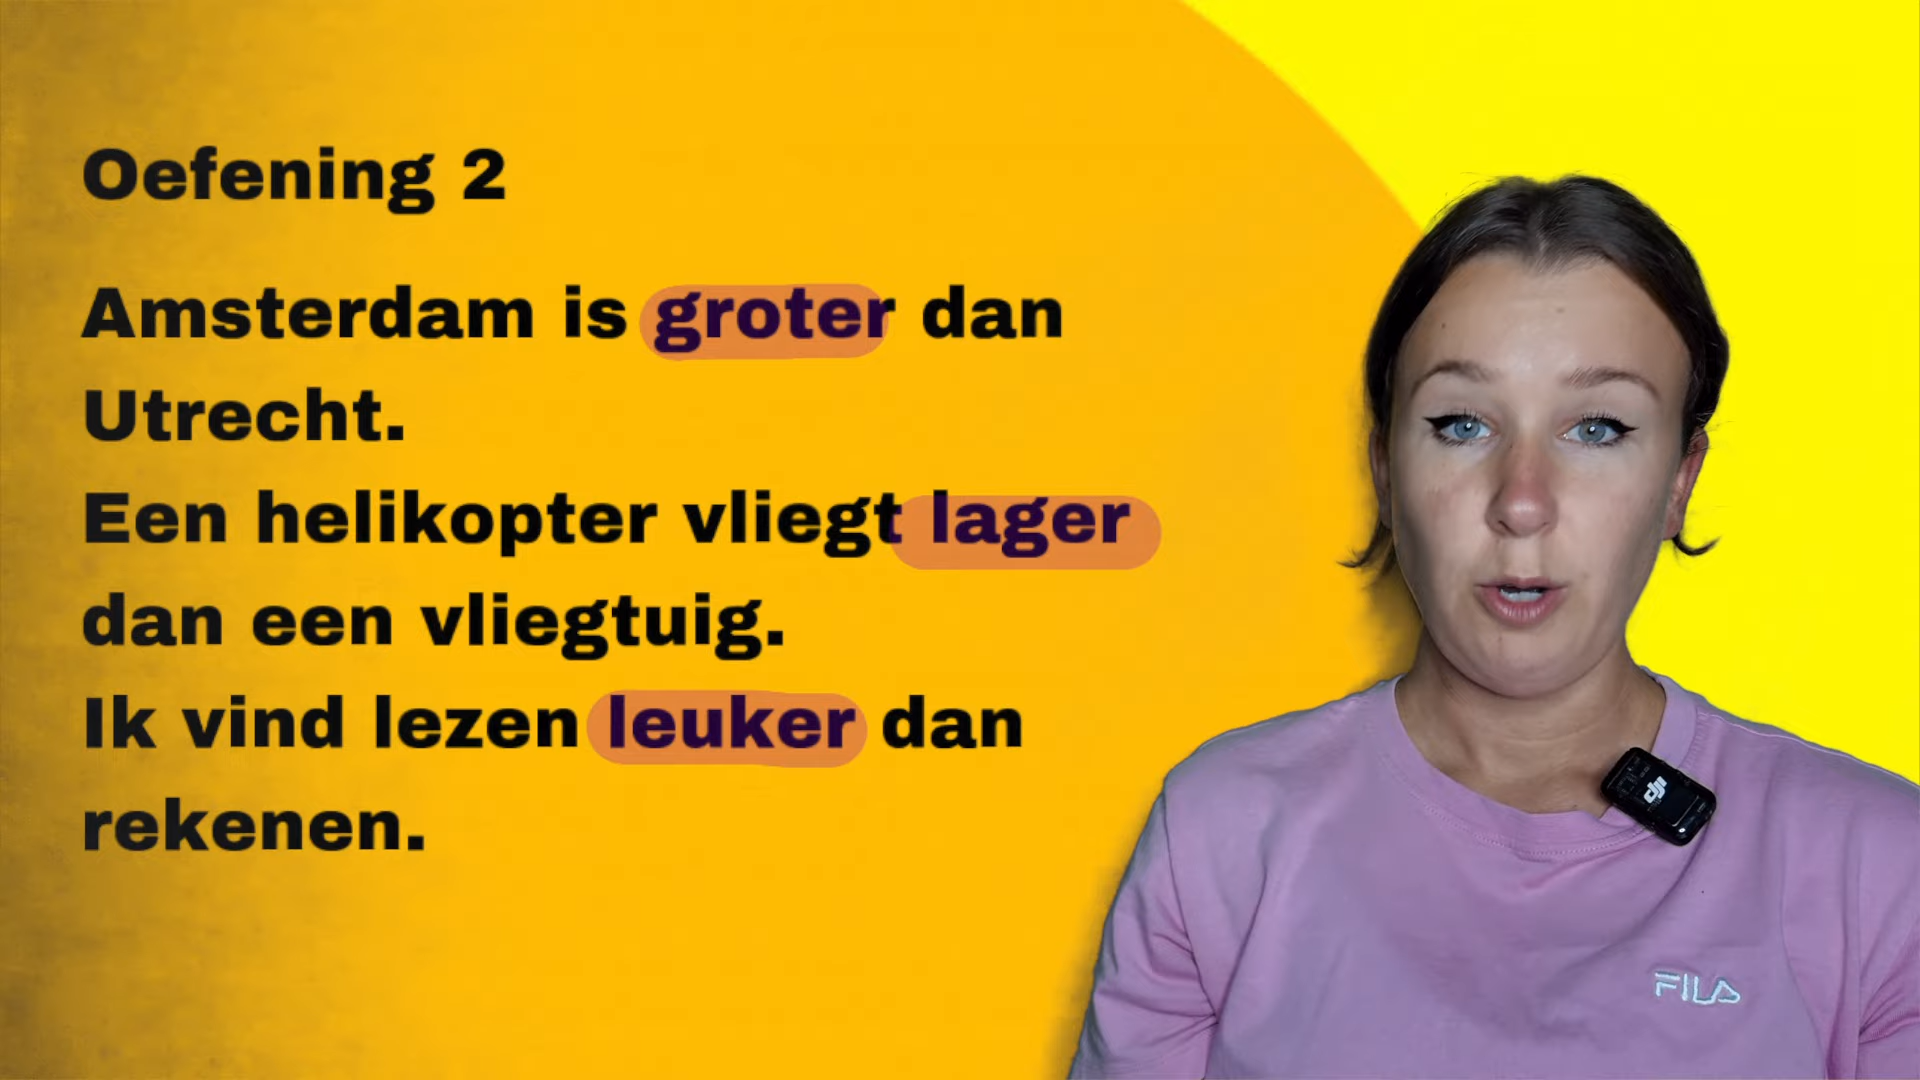 Oefening 2
Amsterdam is groter dan
Utrecht.
Een helikopter vliegt lager
dan een vliegtuig.
Ik vind lezen leuker dan
rekenen.
dji
FILA